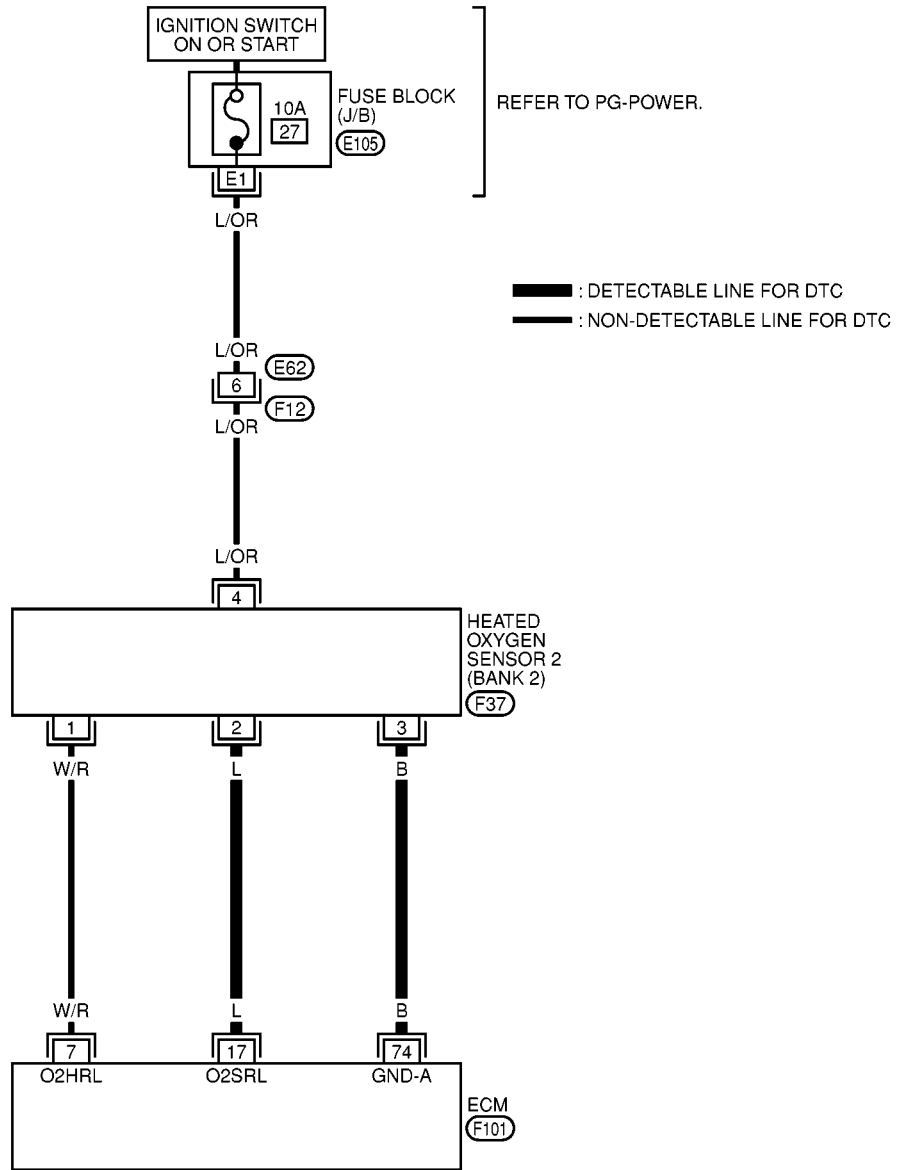 IGNITION SWITCH
ON OR START
10A
27
FUSE BLOCK
(J/B)
E105
REFER TO PG-POWER.
E1
L/OR
: DETECTABLE LINE FOR DTC
: NON-DETECTABLE LINE FOR DTC
L/OR
E62
6
F12
L/OR
L/OR
4
HEATED
OXYGEN
SENSOR 2
(BANK 2)
F37
1 2 3
W/R L B
W/R L B
7 17 74
O2HRL O2SRL GND-A
ECM
F101